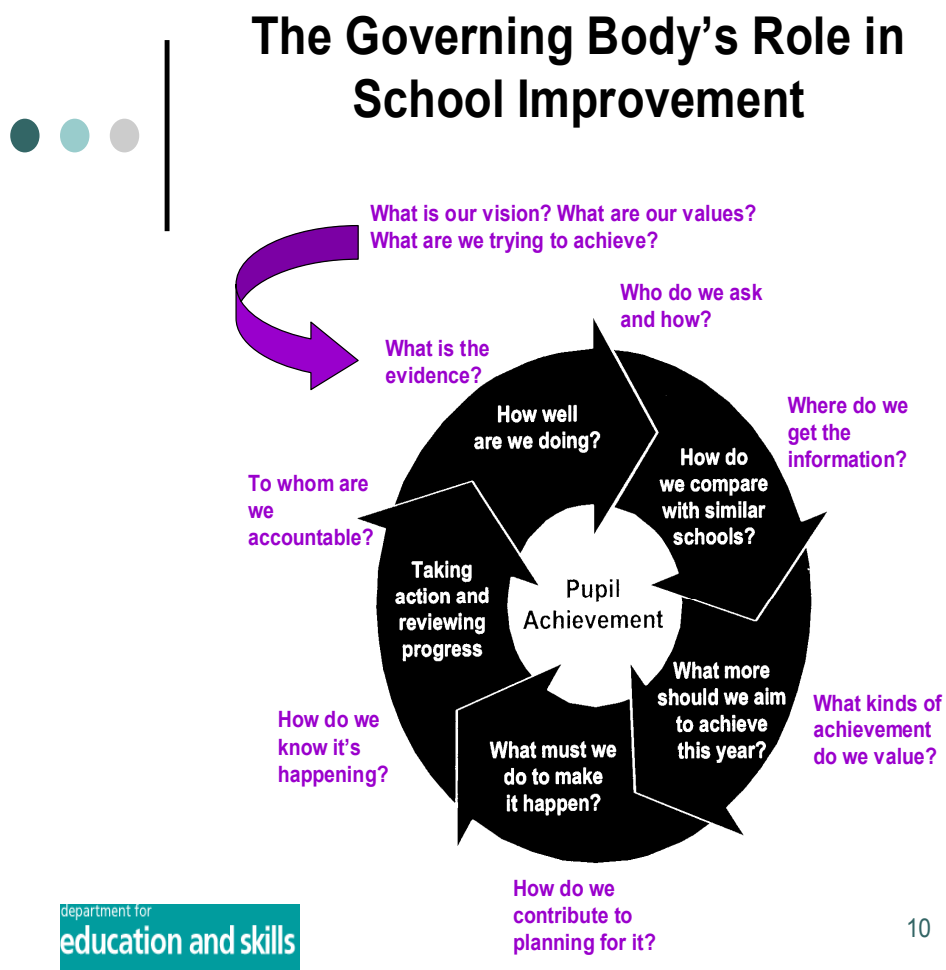 The Governing Body’s Role in
School Improvement
What is our vision? What are our values?
What are we trying to achieve?
Who do we ask
and how?
What is the
evidence?
How well
are we doing?
Where do we
get the
information?
How do
we compare
with similar
schools?
To whom are
we
accountable?
Taking
action and
reviewing
progress
Pupil
Achievement
What more
should we aim
to achieve
this year?
What kinds of
achievement
do we value?
How do we
know it’s
happening?
What must we
do to make
it happen?
How do we
contribute to
planning for it?
department for
education and skills
10